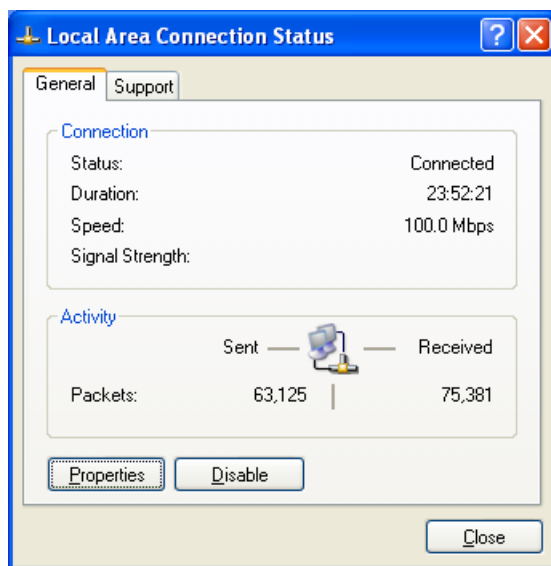 Local Area Connection Status
General Support
Connection
Status: Connected
Duration: 23:52:21
Speed: 100.0 Mbps
Signal Strength:
Activity
Sent Received
Packets: 63,125 75,381
Properties Disable
Close